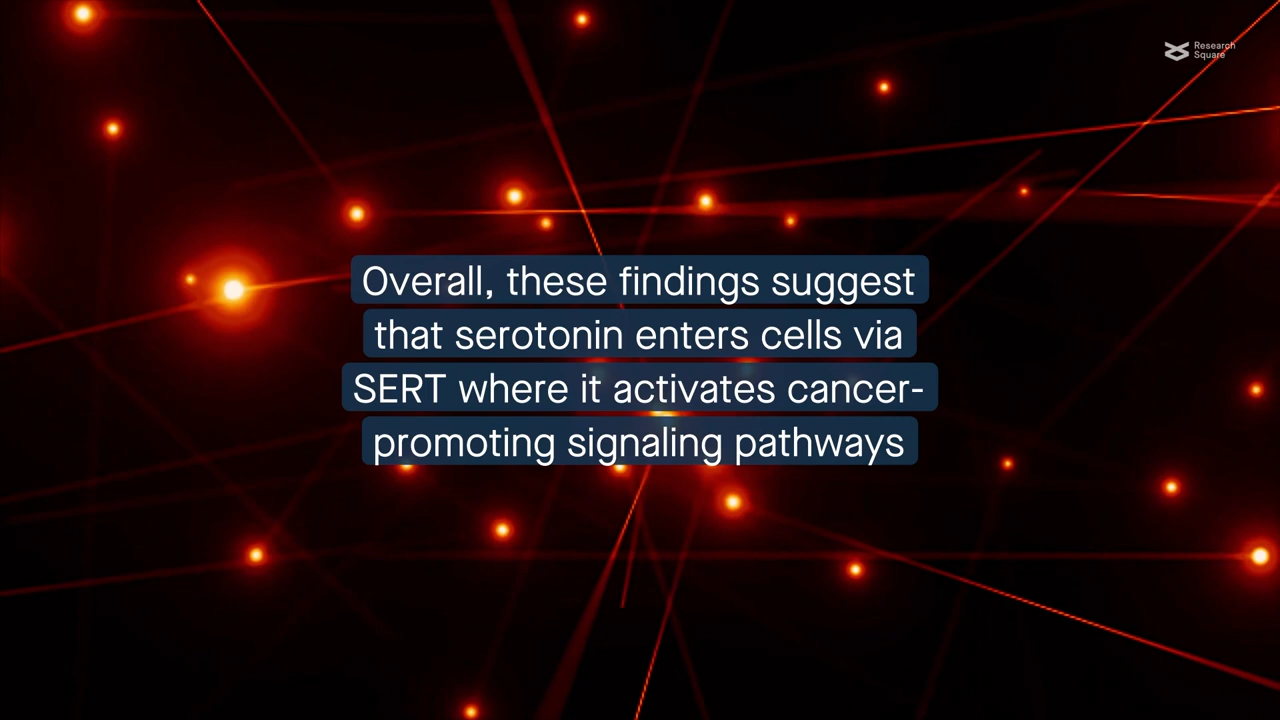 Research
Square
Overall, these findings suggest
that serotonin enters cells via
SERT where it activates cancer-
promoting signaling pathways